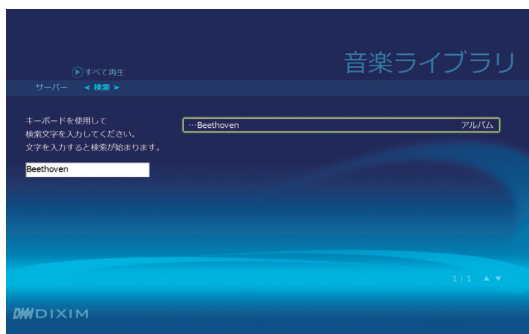 音楽ライブラリ
すべて再生
サーバー ◄ 検索 ►
キーボードを使用して
検索文字を入力してください。
文字を入力すると検索が始まります。
Beethoven
…Beethoven アルバム
1|1 ▲ ▼
DIXIM